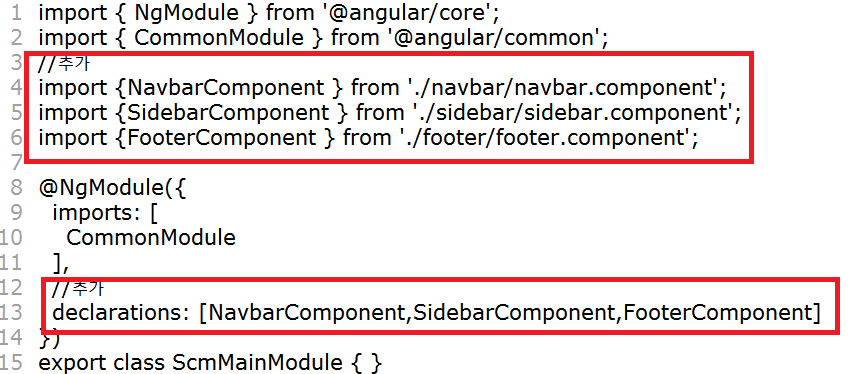 1 import { NgModule } from '@angular/core';
2 import { CommonModule } from '@angular/common';
3 //추가
4 import {NavbarComponent } from './navbar/navbar.component';
5 import {SidebarComponent } from './sidebar/sidebar.component';
6 import {FooterComponent } from './footer/footer.component';
7
8 @NgModule({
9 imports: [
10 CommonModule
11 ],
12 //추가
13 declarations: [NavbarComponent,SidebarComponent,FooterComponent]
14 })
15 export class ScmMainModule { }